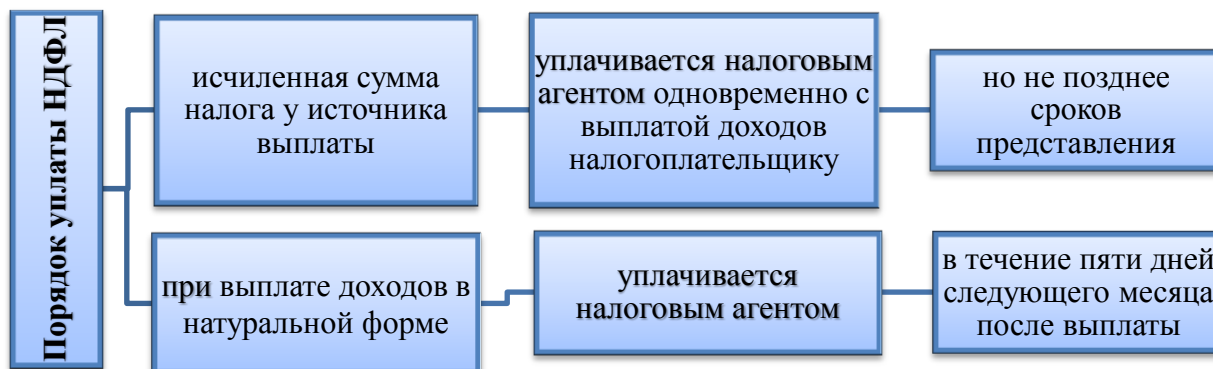 Порядок уплаты НДФЛ
исчиленная сумма
налога у источника
выплаты
уплачивается налоговым
агентом одновременно с
выплатой доходов
налогоплательщику
но не позднее
сроков
представления
при выплате доходов в
натуральной форме
уплачивается
налоговым агентом
в течение пяти дней
следующего месяца
после выплаты